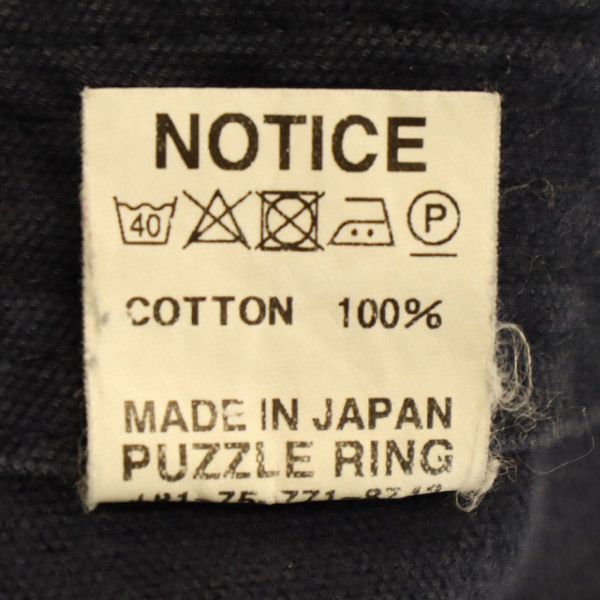 NOTICE
40 P
COTTON 100%
MADE IN JAPAN
PUZZLE RING